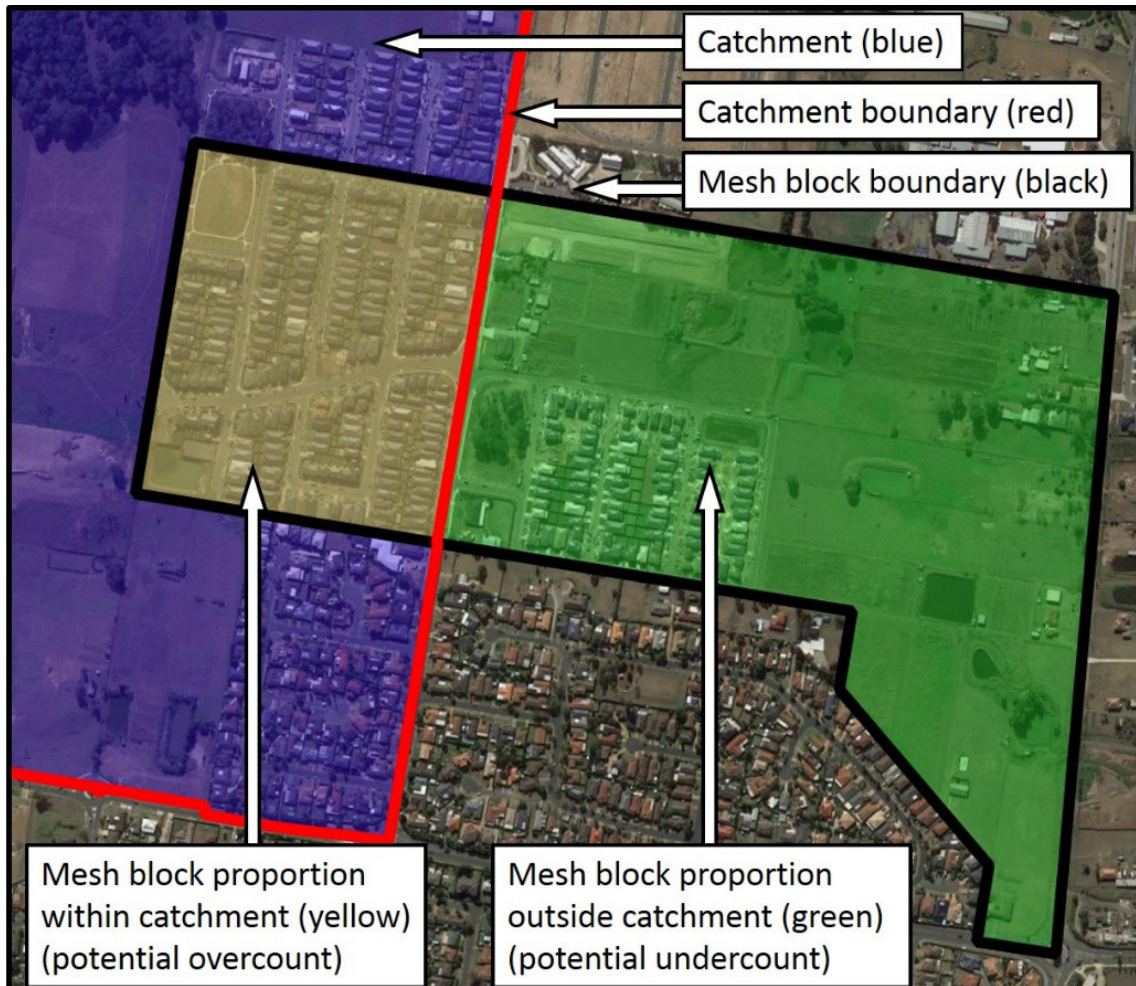 Catchment (blue)
Catchment boundary (red)
Mesh block boundary (black)
Mesh block proportion
within catchment (yellow)
(potential overcount)
Mesh block proportion
outside catchment (green)
(potential undercount)